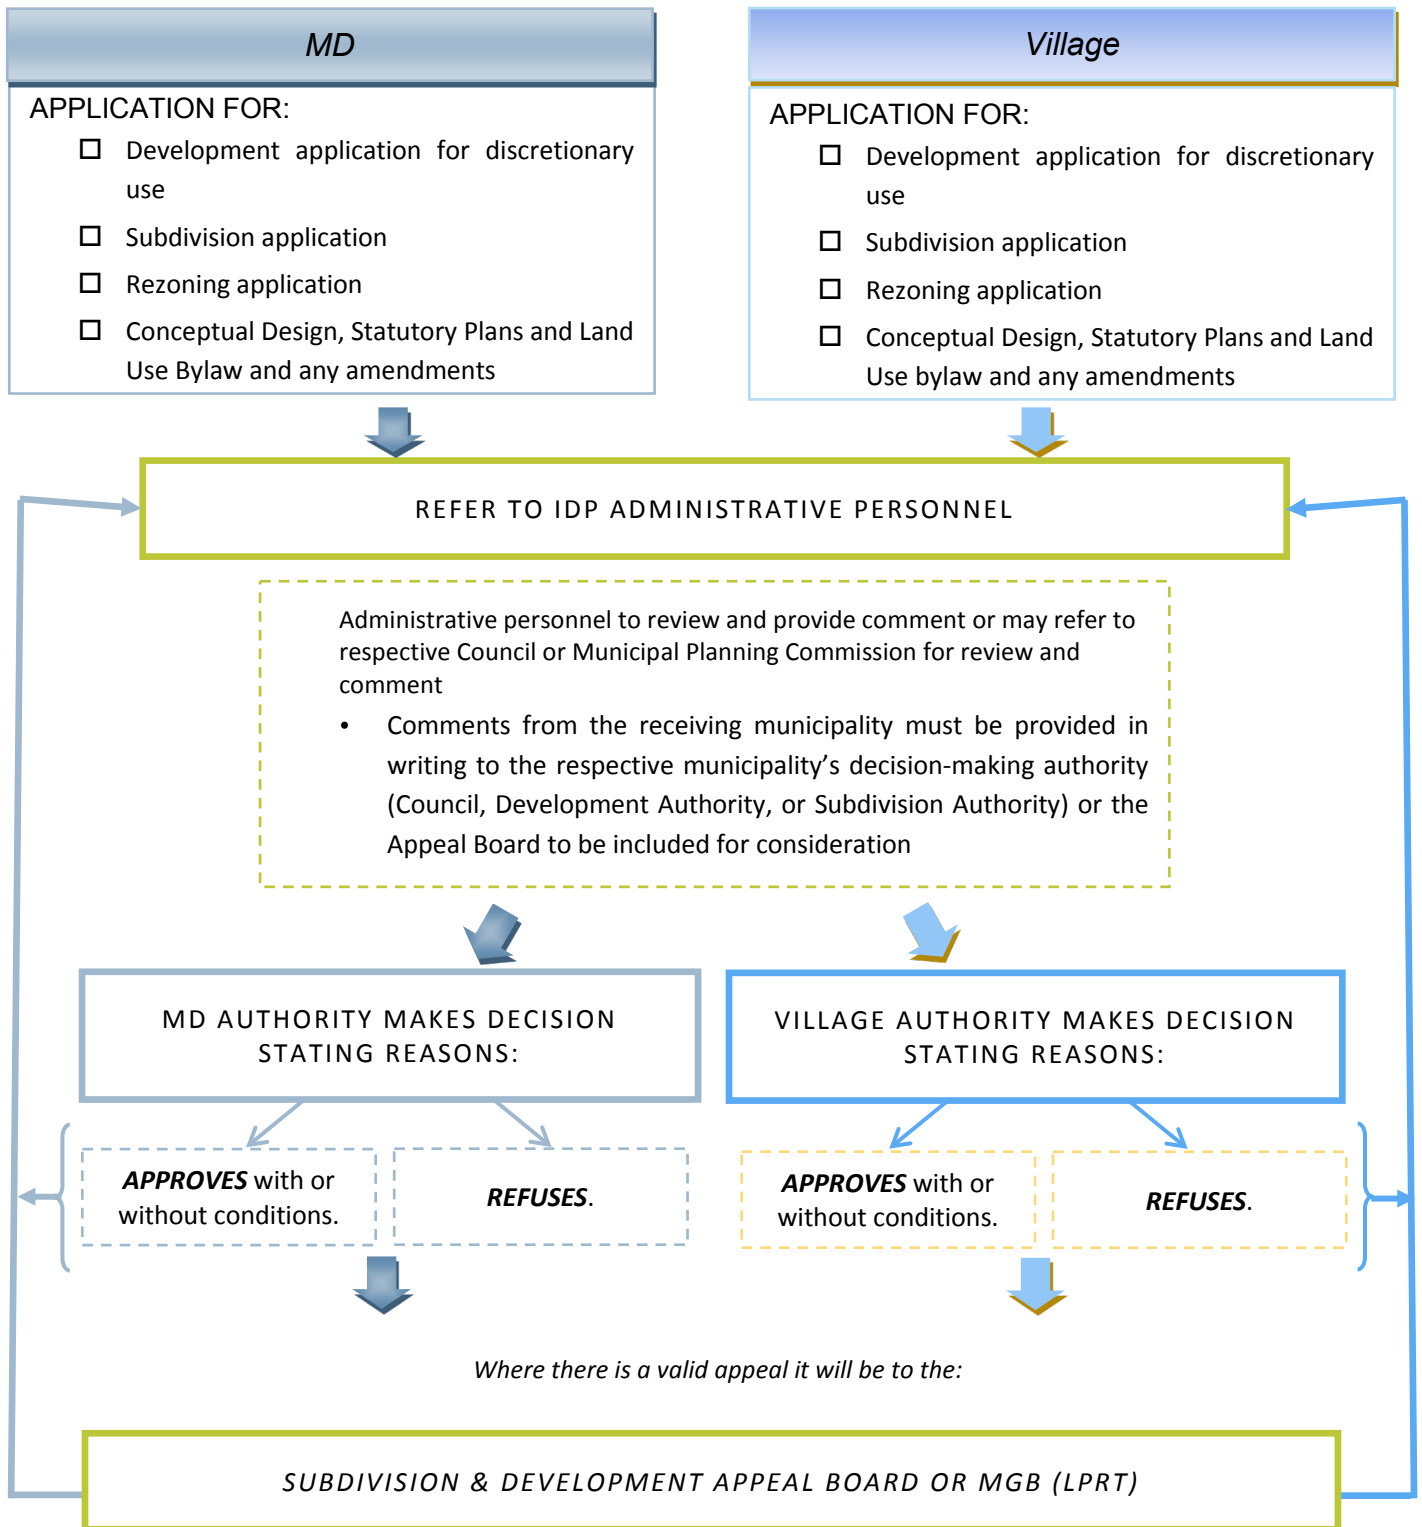 MD
APPLICATION FOR:
☐ Development application for discretionary
use
☐ Subdivision application
☐ Rezoning application
☐ Conceptual Design, Statutory Plans and Land
Use Bylaw and any amendments
Village
APPLICATION FOR:
☐ Development application for discretionary
use
☐ Subdivision application
☐ Rezoning application
☐ Conceptual Design, Statutory Plans and Land
Use bylaw and any amendments
REFER TO IDP ADMINISTRATIVE PERSONNEL
Administrative personnel to review and provide comment or may refer to
respective Council or Municipal Planning Commission for review and
comment
• Comments from the receiving municipality must be provided in
writing to the respective municipality’s decision-making authority
(Council, Development Authority, or Subdivision Authority) or the
Appeal Board to be included for consideration
MD AUTHORITY MAKES DECISION
STATING REASONS:
VILLAGE AUTHORITY MAKES DECISION
STATING REASONS:
APPROVES with or
without conditions.
REFUSES.
APPROVES with or
without conditions.
REFUSES.
Where there is a valid appeal it will be to the:
SUBDIVISION & DEVELOPMENT APPEAL BOARD OR MGB (LPRT)